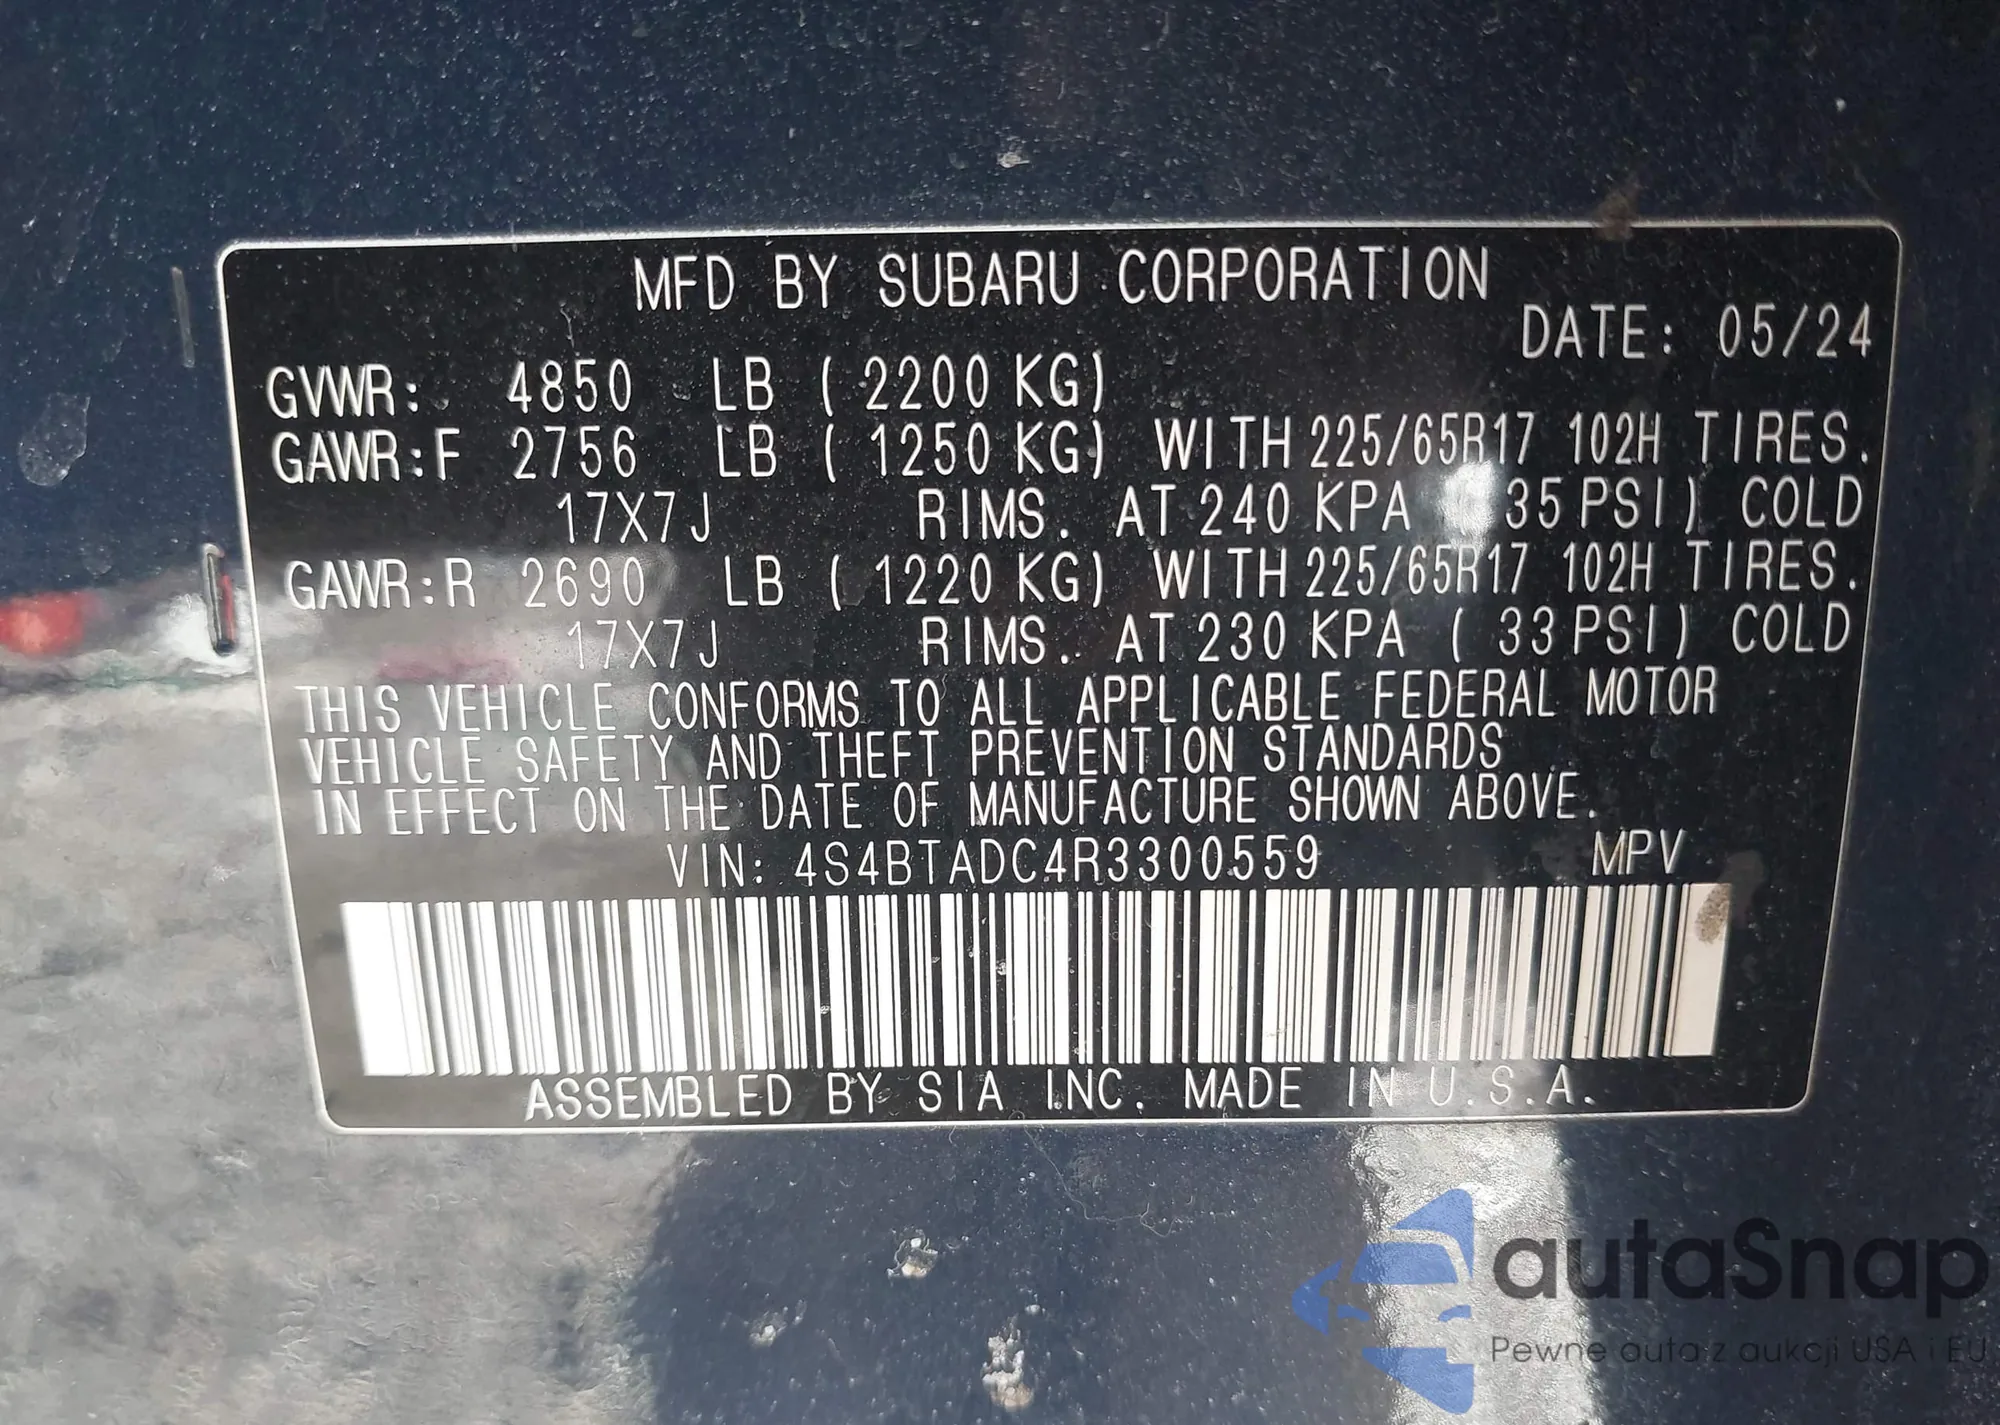 MFD BY SUBARU CORPORATION
DATE: 05/24
GVWR: 4850 LB ( 2200 KG)
GAWR:F 2756 LB ( 1250 KG) WITH 225/65R17 102H TIRES.
17X7J RIMS. AT 240 KPA ( 35 PSI) COLD
GAWR:R 2690 LB ( 1220 KG) WITH 225/65R17 102H TIRES.
17X7J RIMS. AT 230 KPA ( 33 PSI) COLD
THIS VEHICLE CONFORMS TO ALL APPLICABLE FEDERAL MOTOR
VEHICLE SAFETY AND THEFT PREVENTION STANDARDS
IN EFFECT ON THE DATE OF MANUFACTURE SHOWN ABOVE.
VIN: 4S4BTADC4R3300559 MPV
ASSEMBLED BY SIA INC. MADE IN U.S.A.
autaSnap
Pewne auta z aukcji USA i EU